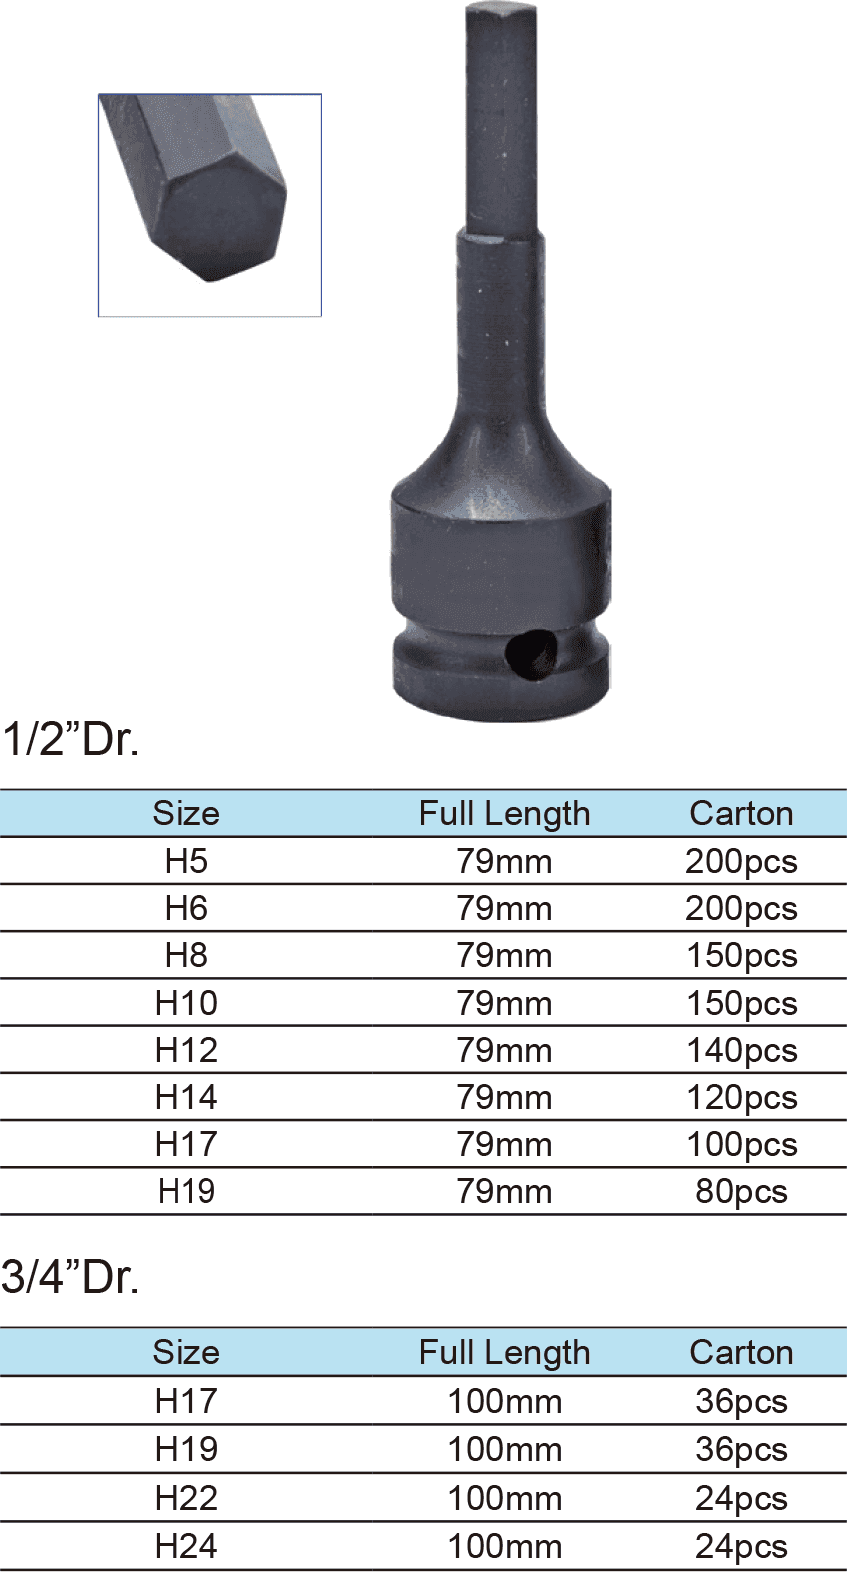 1/2”Dr.
Size Full Length Carton
H5 79mm 200pcs
H6 79mm 200pcs
H8 79mm 150pcs
H10 79mm 150pcs
H12 79mm 140pcs
H14 79mm 120pcs
H17 79mm 100pcs
H19 79mm 80pcs
3/4”Dr.
Size Full Length Carton
H17 100mm 36pcs
H19 100mm 36pcs
H22 100mm 24pcs
H24 100mm 24pcs